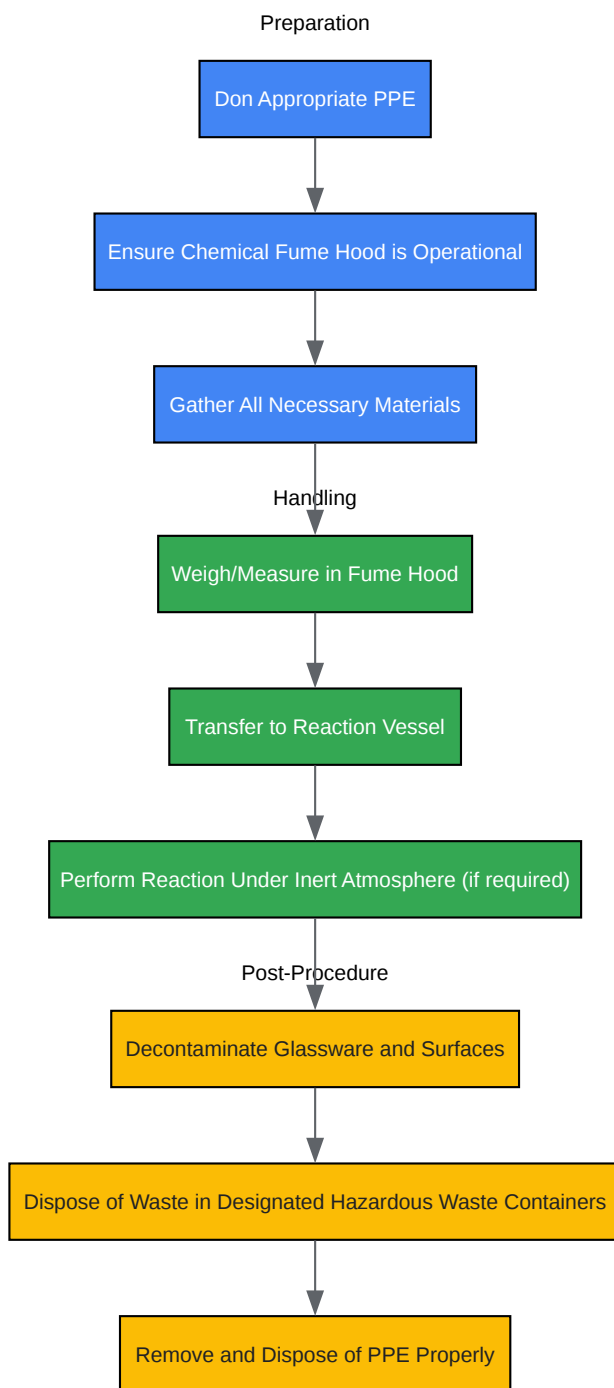 Preparation
Don Appropriate PPE
Ensure Chemical Fume Hood is Operational
Gather All Necessary Materials
Handling
Weigh/Measure in Fume Hood
Transfer to Reaction Vessel
Perform Reaction Under Inert Atmosphere (if required)
Post-Procedure
Decontaminate Glassware and Surfaces
Dispose of Waste in Designated Hazardous Waste Containers
Remove and Dispose of PPE Properly